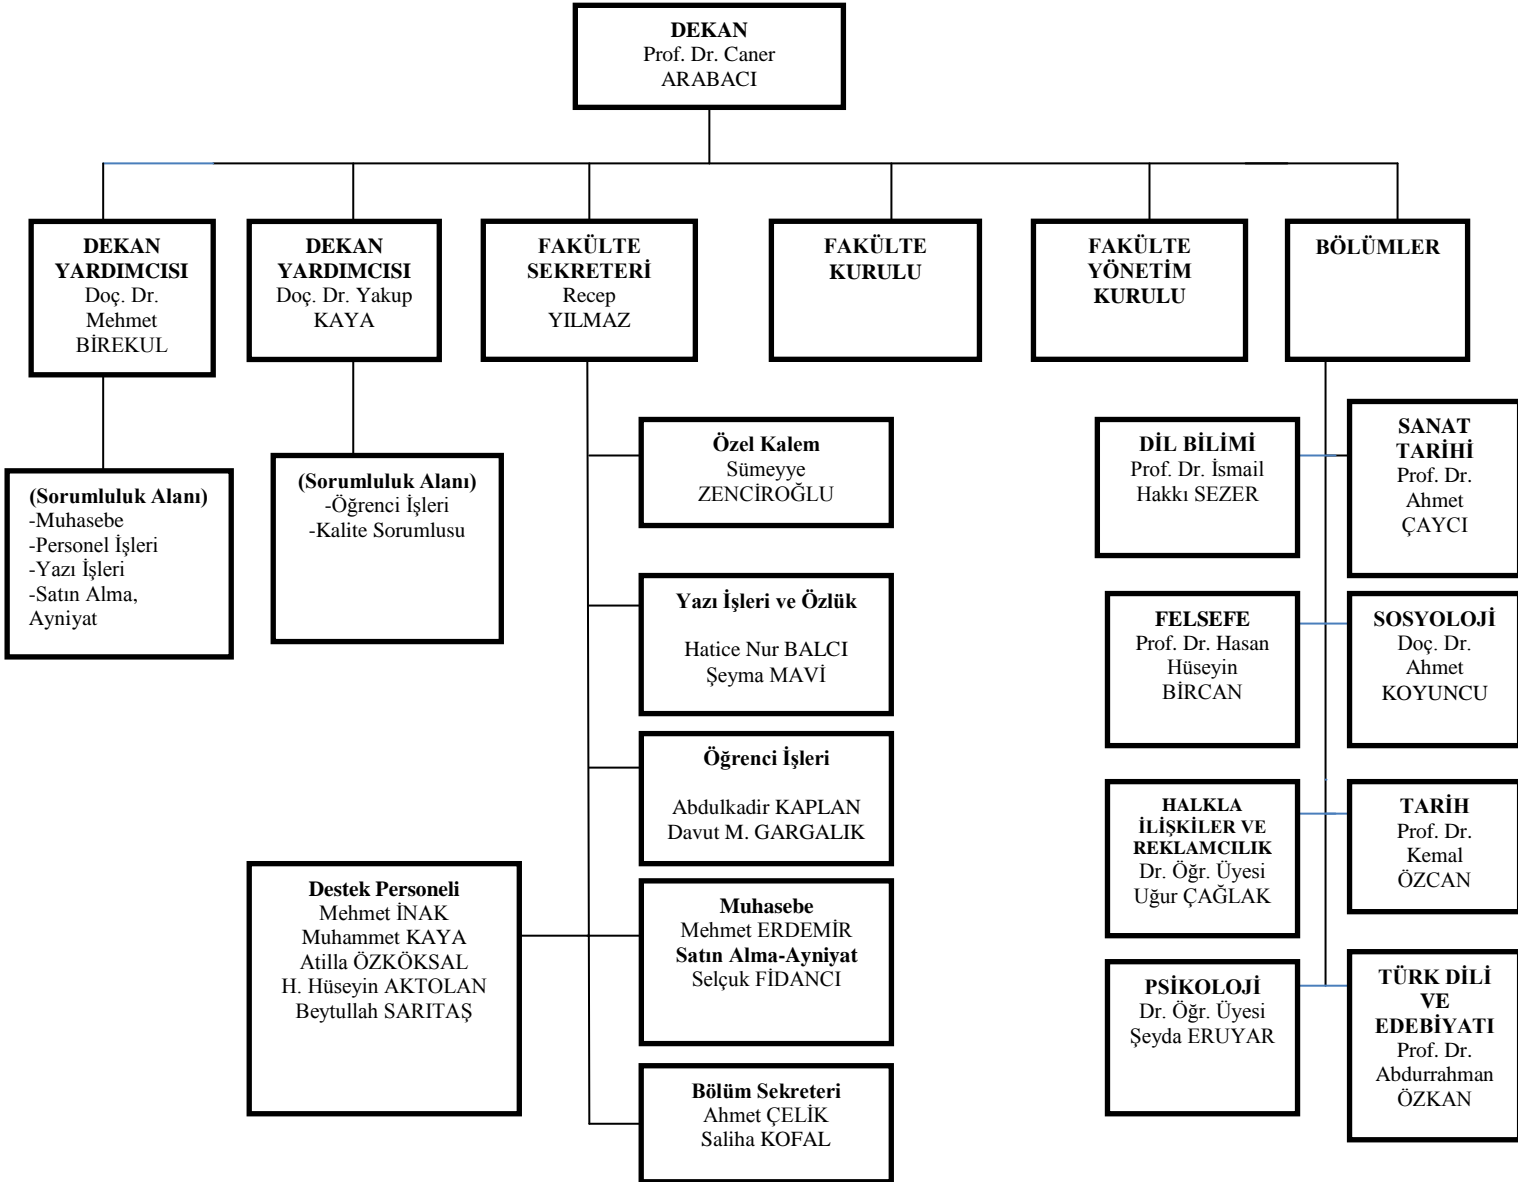 DEKAN
Prof. Dr. Caner
ARABACI
DEKAN
YARDIMCISI
Doç. Dr.
Mehmet
BİREKUL
DEKAN
YARDIMCISI
Doç. Dr. Yakup
KAYA
FAKÜLTE
SEKRETERİ
Recep
YILMAZ
FAKÜLTE
KURULU
FAKÜLTE
YÖNETİM
KURULU
BÖLÜMLER
(Sorumluluk Alanı)
-Muhasebe
-Personel İşleri
-Yazı İşleri
-Satın Alma,
Ayniyat
(Sorumluluk Alanı)
-Öğrenci İşleri
-Kalite Sorumlusu
Özel Kalem
Sümeyye
ZENCİROĞLU
Yazı İşleri ve Özlük
Hatice Nur BALCI
Şeyma MAVİ
Öğrenci İşleri
Abdulkadir KAPLAN
Davut M. GARGALIK
Destek Personeli
Mehmet İNAK
Muhammet KAYA
Atilla ÖZKÖKSAL
H. Hüseyin AKTOLAN
Beytullah SARITAŞ
Muhasebe
Mehmet ERDEMİR
Satın Alma-Ayniyat
Selçuk FİDANCI
Bölüm Sekreteri
Ahmet ÇELİK
Saliha KOFAL
DİL BİLİMİ
Prof. Dr. İsmail
Hakkı SEZER
SANAT
TARİHİ
Prof. Dr.
Ahmet
ÇAYCI
FELSEFE
Prof. Dr. Hasan
Hüseyin
BİRCAN
SOSYOLOJİ
Doç. Dr.
Ahmet
KOYUNCU
HALKLA
İLİŞKİLER VE
REKLAMCILIK
Dr. Öğr. Üyesi
Uğur ÇAĞLAK
TARİH
Prof. Dr.
Kemal
ÖZCAN
PSİKOLOJİ
Dr. Öğr. Üyesi
Şeyda ERUYAR
TÜRK DİLİ
VE
EDEBİYATI
Prof. Dr.
Abdurrahman
ÖZKAN